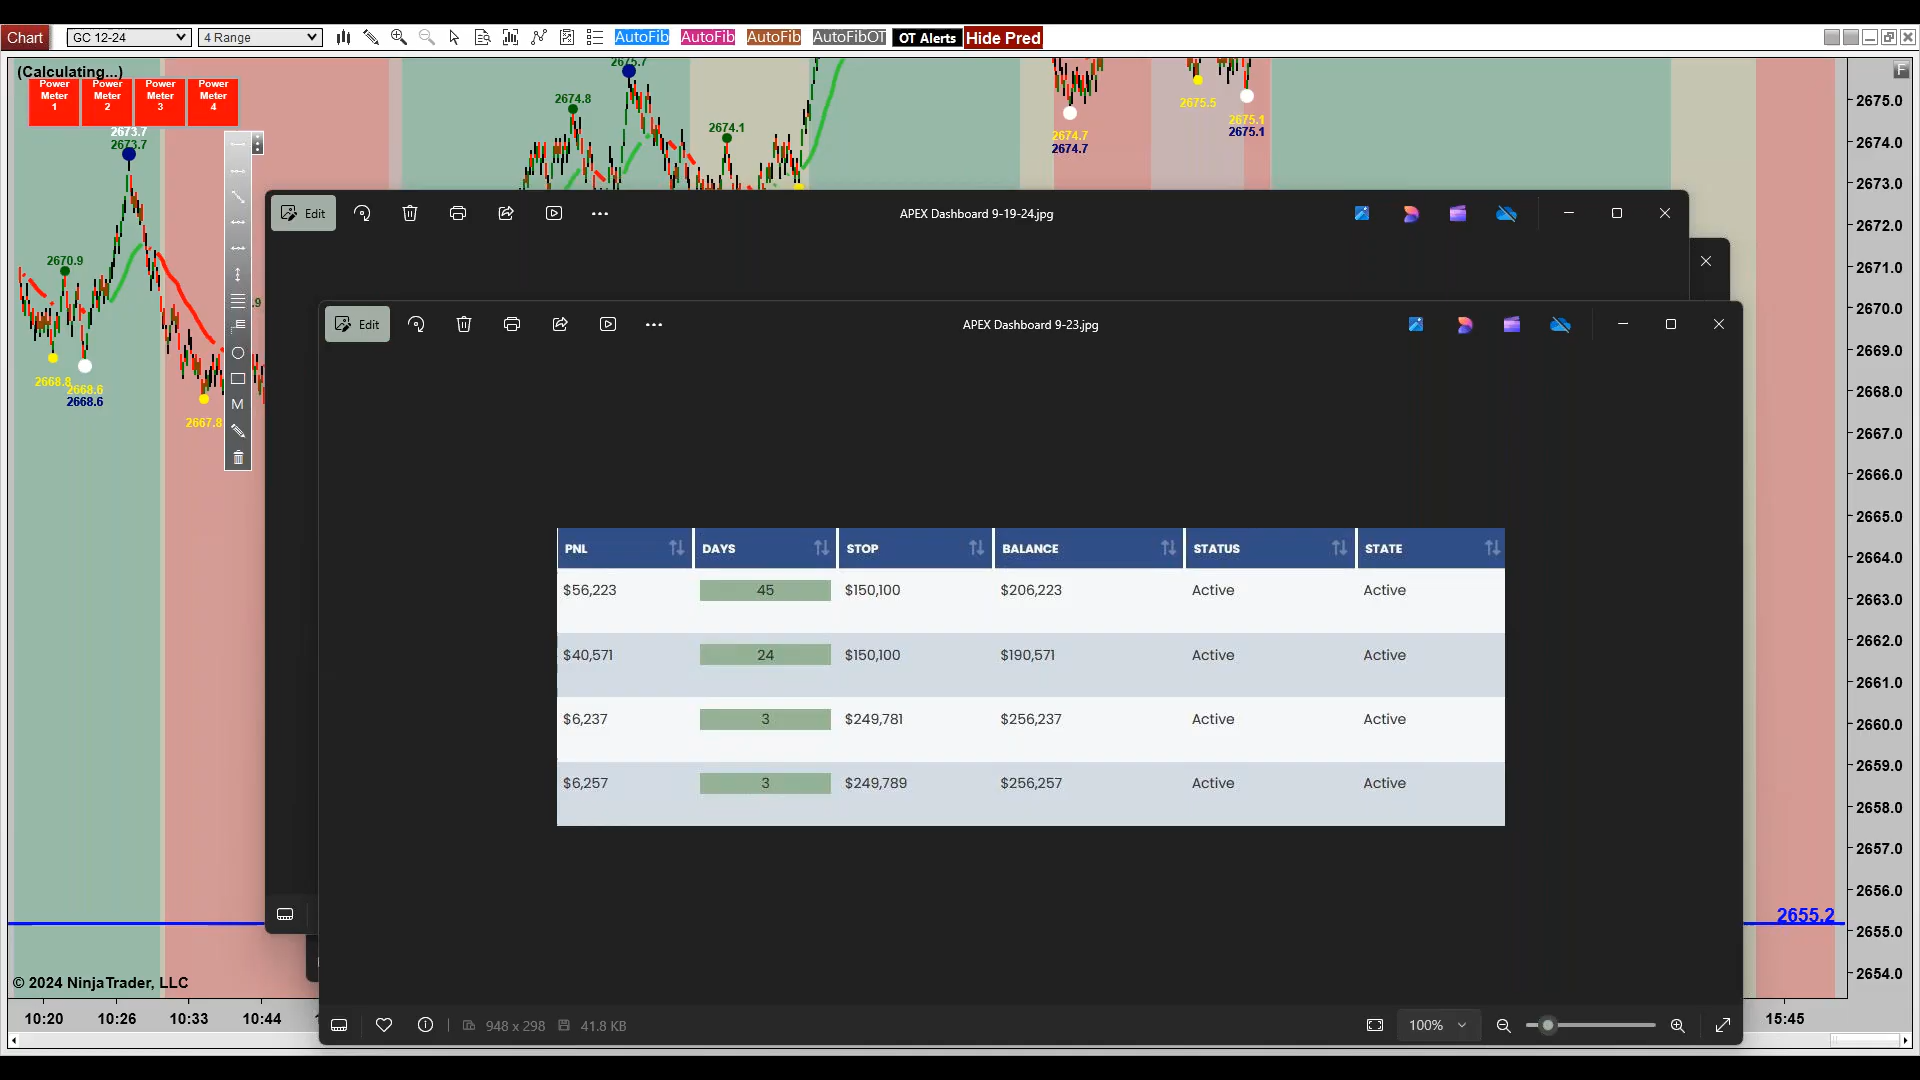 Chart GC 12-24 4 Range AutoFib AutoFib AutoFib AutoFibOT OT Alerts Hide Pred
(Calculating...)
F
Power Meter 1
Power Meter 2
Power Meter 3
Power Meter 4
2673.7
2673.7
2670.9
2668.8
2668.6
2668.6
2667.8
2674.8
2675.7
2674.1
2674.7
2674.7
2675.5
2675.1
2675.1
M
Edit APEX Dashboard 9-19-24.jpg
Edit APEX Dashboard 9-23.jpg
PNL DAYS STOP BALANCE STATUS STATE
$56,223 45 $150,100 $206,223 Active Active
$40,571 24 $150,100 $190,571 Active Active
$6,237 3 $249,781 $256,237 Active Active
$6,257 3 $249,789 $256,257 Active Active
948 x 298 41.8 KB 100%
2675.0
2674.0
2673.0
2672.0
2671.0
2670.0
2669.0
2668.0
2667.0
2666.0
2665.0
2664.0
2663.0
2662.0
2661.0
2660.0
2659.0
2658.0
2657.0
2656.0
2655.2
2655.0
2654.0
© 2024 NinjaTrader, LLC
10:20 10:26 10:33 10:44 15:45